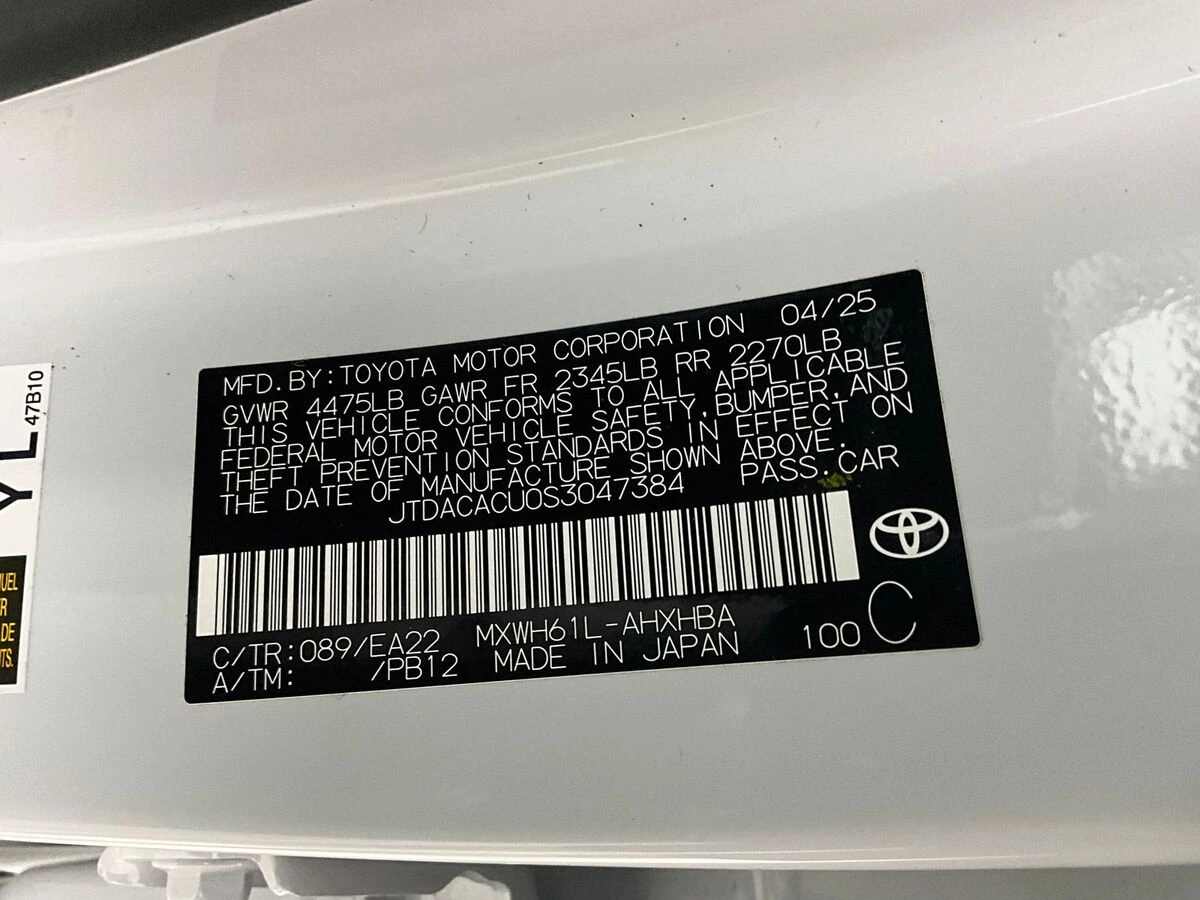 MFD.BY:TOYOTA MOTOR CORPORATION 04/25
GVWR 4475LB GAWR FR 2345LB RR 2270LB
THIS VEHICLE CONFORMS TO ALL APPLICABLE
FEDERAL MOTOR VEHICLE SAFETY,BUMPER,AND
THEFT PREVENTION STANDARDS IN EFFECT ON
THE DATE OF MANUFACTURE SHOWN ABOVE.
JTDACACU0S3047384 PASS.CAR
C/TR:089/EA22 MXWH61L-AHXHBA
A/TM: /PB12 MADE IN JAPAN 100 C
YL
47B10